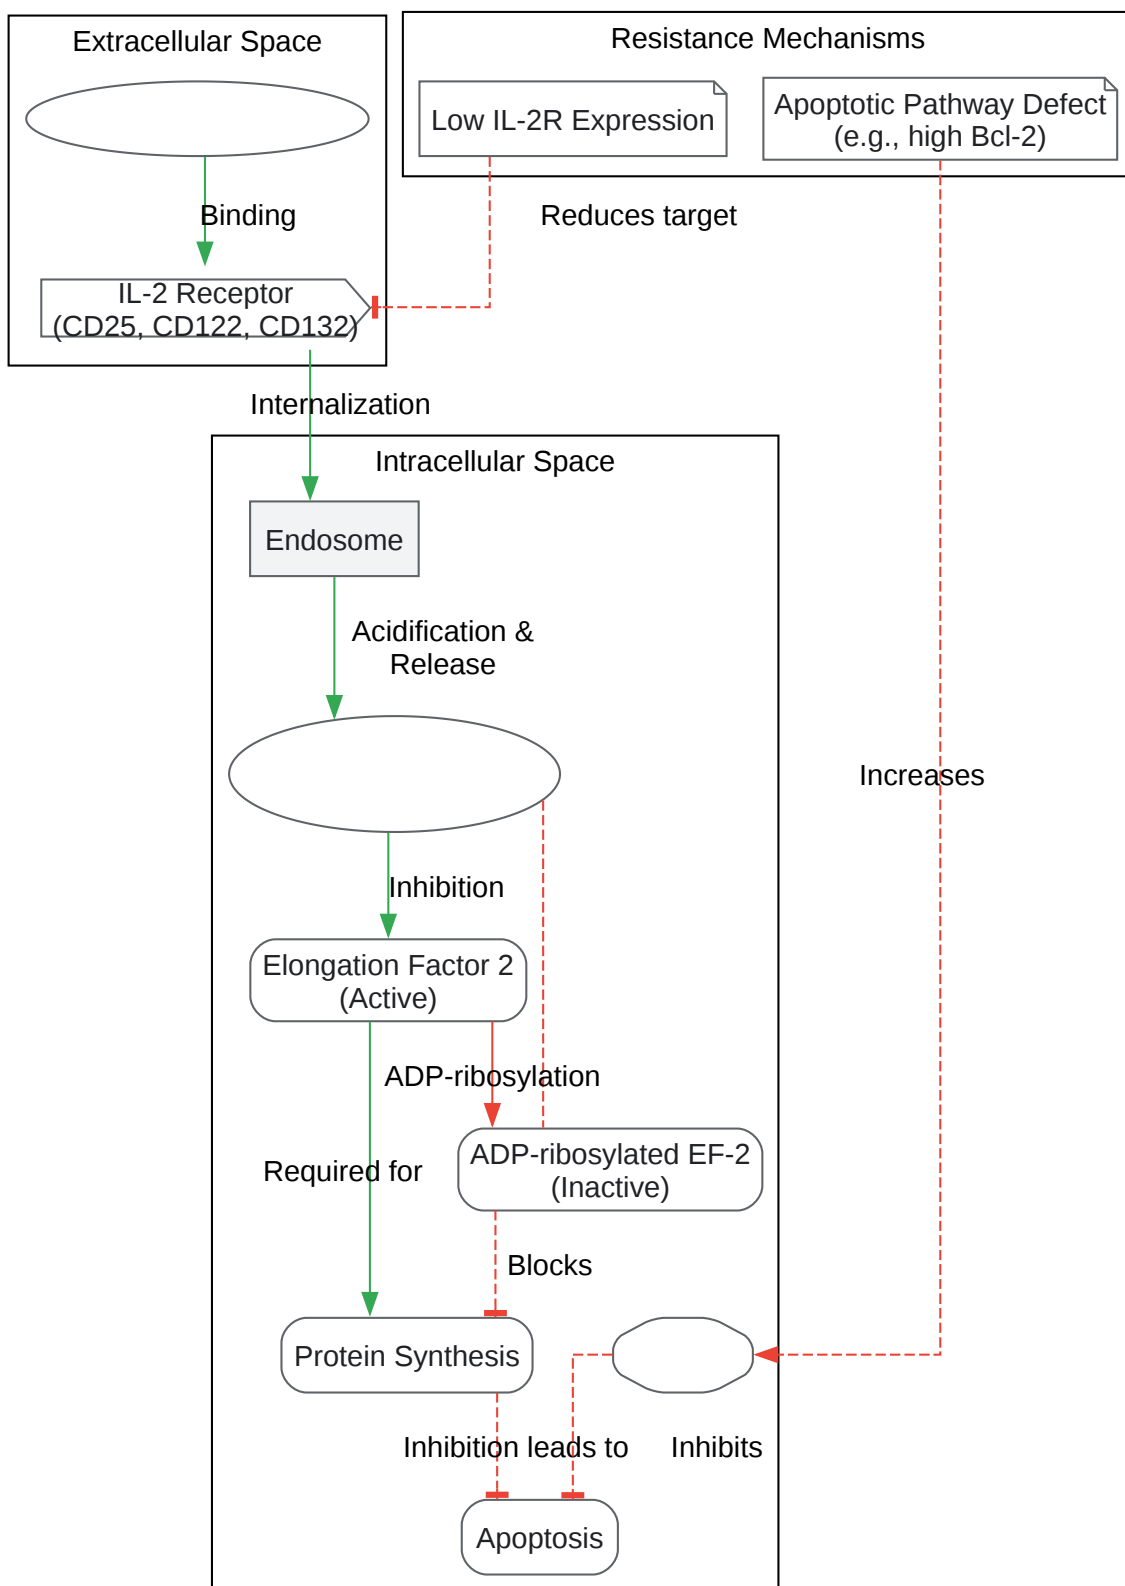 Extracellular Space
Resistance Mechanisms
Low IL-2R Expression
Apoptotic Pathway Defect
(e.g., high Bcl-2)
Binding
Reduces target
IL-2 Receptor
(CD25, CD122, CD132)
Internalization
Intracellular Space
Endosome
Acidification &
Release
Increases
Inhibition
Elongation Factor 2
(Active)
ADP-ribosylation
ADP-ribosylated EF-2
(Inactive)
Required for
Blocks
Protein Synthesis
Inhibition leads to
Inhibits
Apoptosis